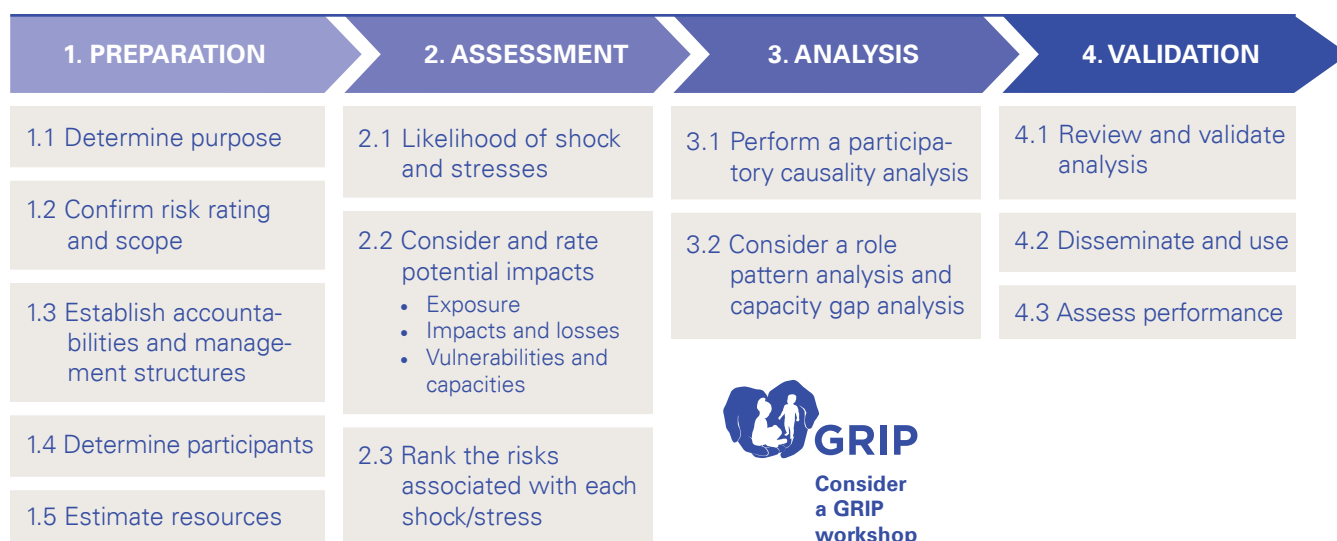 1. PREPARATION
1.1 Determine purpose
1.2 Confirm risk rating
and scope
1.3 Establish accounta-
bilities and manage-
ment structures
1.4 Determine participants
1.5 Estimate resources
2. ASSESSMENT
2.1 Likelihood of shock
and stresses
2.2 Consider and rate
potential impacts
• Exposure
• Impacts and losses
• Vulnerabilities and
capacities
2.3 Rank the risks
associated with each
shock/stress
3. ANALYSIS
3.1 Perform a participa-
tory causality analysis
3.2 Consider a role
pattern analysis and
capacity gap analysis
GRIP
Consider
a GRIP
workshop
4. VALIDATION
4.1 Review and validate
analysis
4.2 Disseminate and use
4.3 Assess performance